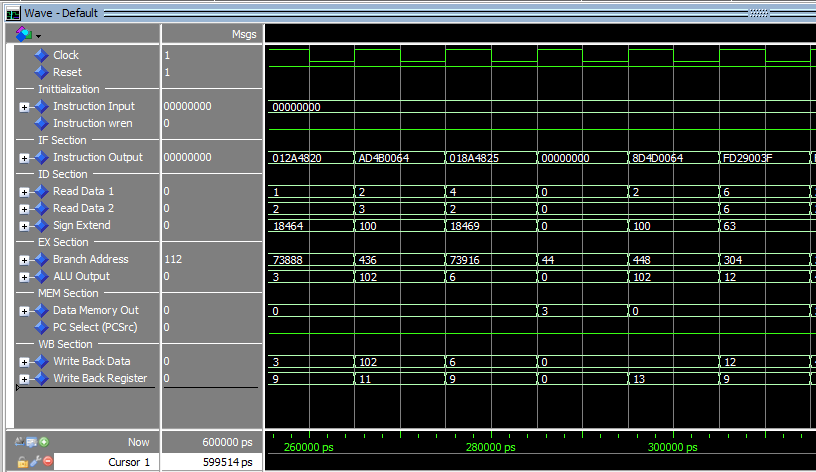 Wave - Default
Msgs
Clock 1
Reset 1
Inittialization
Instruction Input 00000000 00000000
Instruction wren 0
IF Section
Instruction Output 00000000 012A4820 AD4B0064 018A4825 00000000 8D4D0064 FD29003F
ID Section
Read Data 1 0 1 2 4 0 2 6
Read Data 2 0 2 3 2 0 6
Sign Extend 0 18464 100 18469 0 100 63
EX Section
Branch Address 112 73888 436 73916 44 448 304
ALU Output 0 3 102 6 0 102 12
MEM Section
Data Memory Out 0 0 3 0
PC Select (PCSrc) 0
WB Section
Write Back Data 0 3 102 6 0 12
Write Back Register 0 9 11 9 0 13 9
Now 600000 ps 260000 ps 280000 ps 300000 ps
Cursor 1 599514 ps